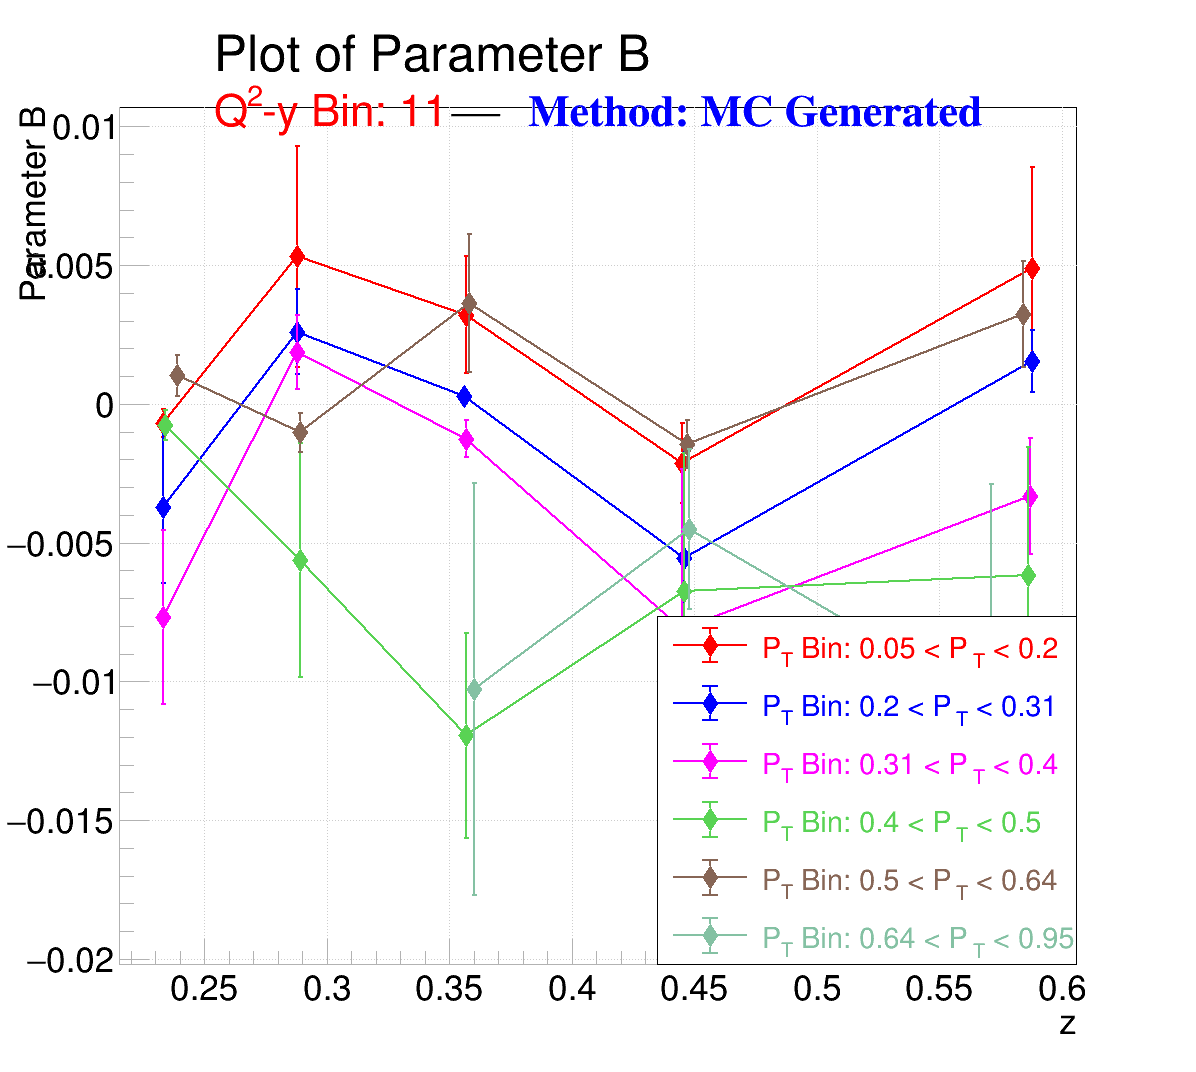 Plot of Parameter B
Q2-y Bin: 11 — Method: MC Generated
Parameter B
0.01
0.005
0
−0.005
−0.01
−0.015
−0.02
PT Bin: 0.05 < PT < 0.2
PT Bin: 0.2 < PT < 0.31
PT Bin: 0.31 < PT < 0.4
PT Bin: 0.4 < PT < 0.5
PT Bin: 0.5 < PT < 0.64
PT Bin: 0.64 < PT < 0.95
0.25 0.3 0.35 0.4 0.45 0.5 0.55 0.6
z